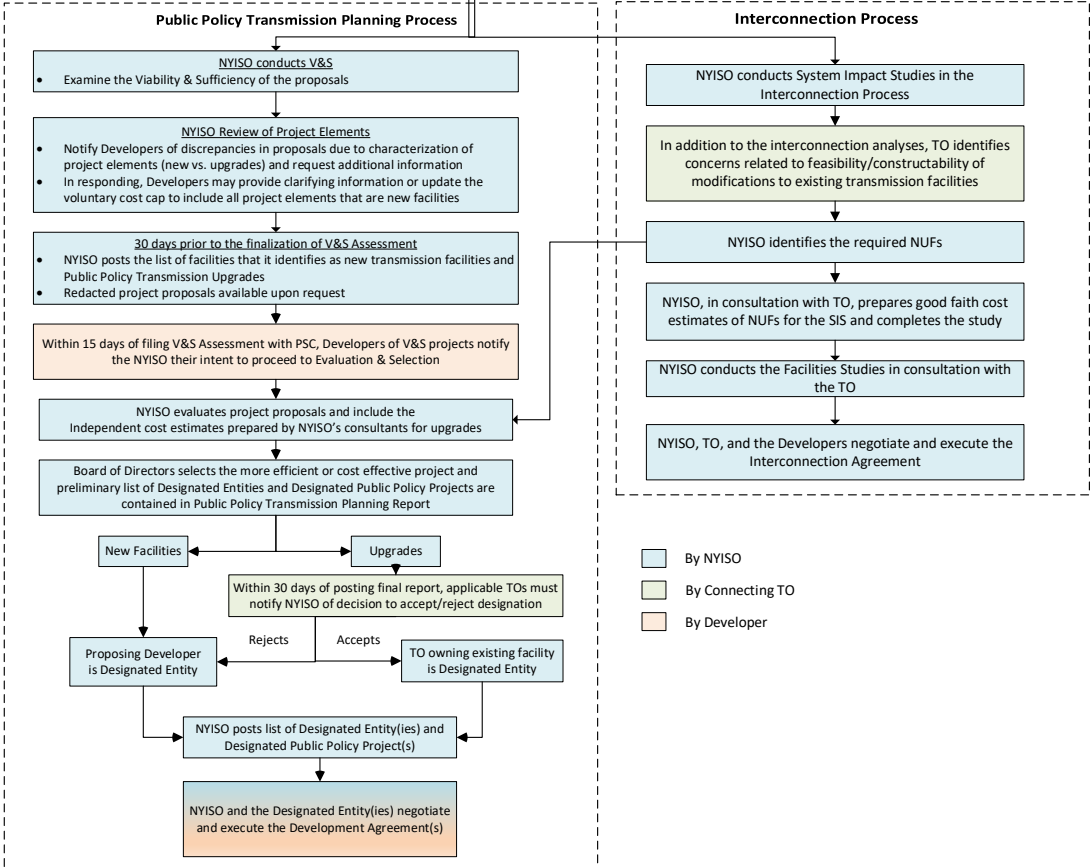 Public Policy Transmission Planning Process
NYISO conducts V&S
• Examine the Viability & Sufficiency of the proposals
NYISO Review of Project Elements
• Notify Developers of discrepancies in proposals due to characterization of
project elements (new vs. upgrades) and request additional information
• In responding, Developers may provide clarifying information or update the
voluntary cost cap to include all project elements that are new facilities
30 days prior to the finalization of V&S Assessment
• NYISO posts the list of facilities that it identifies as new transmission facilities and
Public Policy Transmission Upgrades
• Redacted project proposals available upon request
Within 15 days of filing V&S Assessment with PSC, Developers of V&S projects notify
the NYISO their intent to proceed to Evaluation & Selection
NYISO evaluates project proposals and include the
Independent cost estimates prepared by NYISO's consultants for upgrades
Board of Directors selects the more efficient or cost effective project and
preliminary list of Designated Entities and Designated Public Policy Projects are
contained in Public Policy Transmission Planning Report
New Facilities
Upgrades
Within 30 days of posting final report, applicable TOs must
notify NYISO of decision to accept/reject designation
Rejects
Accepts
Proposing Developer
is Designated Entity
TO owning existing facility
is Designated Entity
NYISO posts list of Designated Entity(ies) and
Designated Public Policy Project(s)
NYISO and the Designated Entity(ies) negotiate
and execute the Development Agreement(s)
Interconnection Process
NYISO conducts System Impact Studies in the
Interconnection Process
In addition to the interconnection analyses, TO identifies
concerns related to feasibility/constructability of
modifications to existing transmission facilities
NYISO identifies the required NUFs
NYISO, in consultation with TO, prepares good faith cost
estimates of NUFs for the SIS and completes the study
NYISO conducts the Facilities Studies in consultation with
the TO
NYISO, TO, and the Developers negotiate and execute the
Interconnection Agreement
By NYISO
By Connecting TO
By Developer